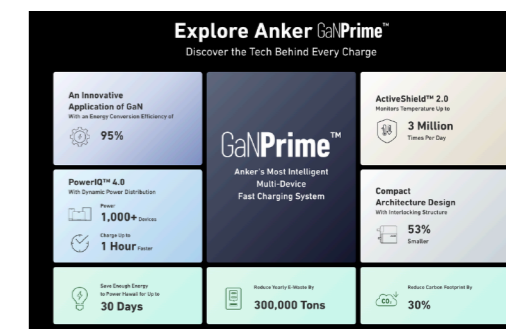 Explore Anker GaNPrime™
Discover the Tech Behind Every Charge
An Innovative
Application of GaN
With an Energy Conversion Efficiency of
95%
GaNPrime™
Anker's Most Intelligent
Multi-Device
Fast Charging System
ActiveShield™ 2.0
Monitors Temperature Up to
3 Million
Times Per Day
PowerIQ™ 4.0
With Dynamic Power Distribution
Power
1,000+ Devices
Charge Up to
1 Hour Faster
Compact
Architecture Design
With Interlocking Structure
53%
Smaller
Save Enough Energy
to Power Hawaii for Up to
30 Days
Reduce Yearly E-Waste By
300,000 Tons
CO₂
Reduce Carbon Footprint By
30%